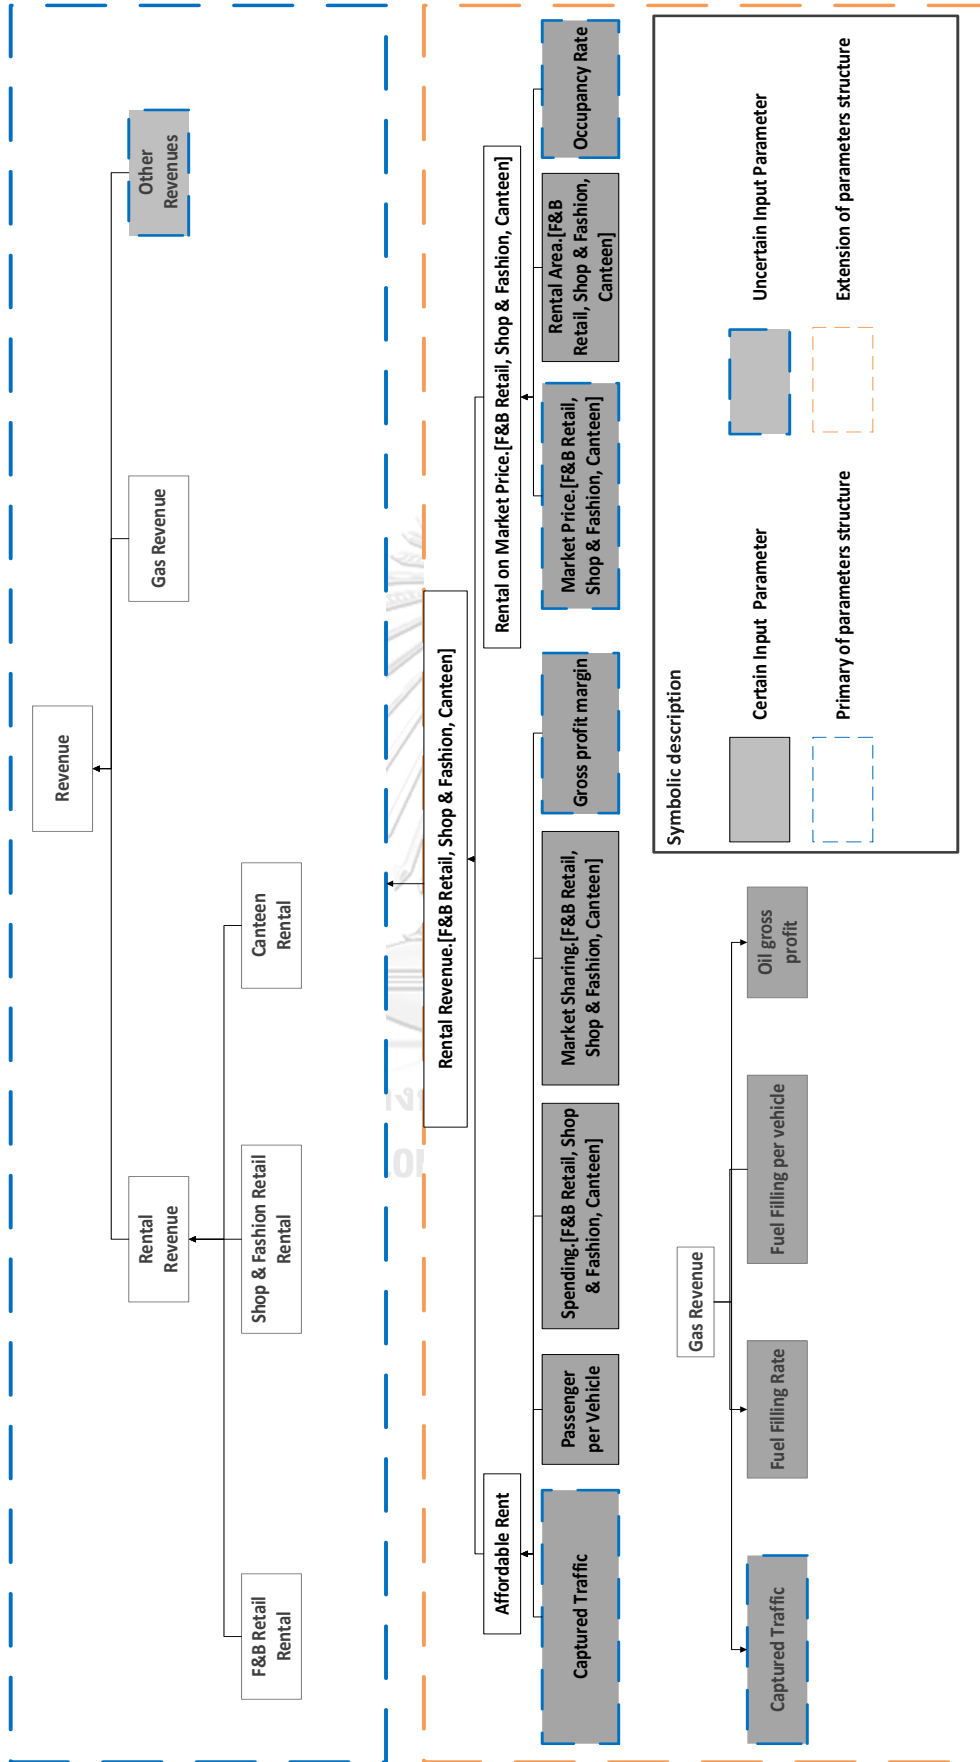 Revenue
Rental
Revenue
Gas Revenue
Other
Revenues
F&B Retail
Rental
Shop & Fashion Retail
Rental
Canteen
Rental
Rental Revenue.[F&B Retail, Shop & Fashion, Canteen]
Affordable Rent
Rental on Market Price.[F&B Retail, Shop & Fashion, Canteen]
Captured Traffic
Passenger
per Vehicle
Spending.[F&B Retail, Shop
& Fashion, Canteen]
Market Sharing.[F&B Retail,
Shop & Fashion, Canteen]
Gross profit margin
Market Price.[F&B Retail,
Shop & Fashion, Canteen]
Rental Area.[F&B
Retail, Shop & Fashion,
Canteen]
Occupancy Rate
Gas Revenue
Captured Traffic
Fuel Filling Rate
Fuel Filling per vehicle
Oil gross
profit
Symbolic description
Certain Input Parameter
Uncertain Input Parameter
Primary of parameters structure
Extension of parameters structure